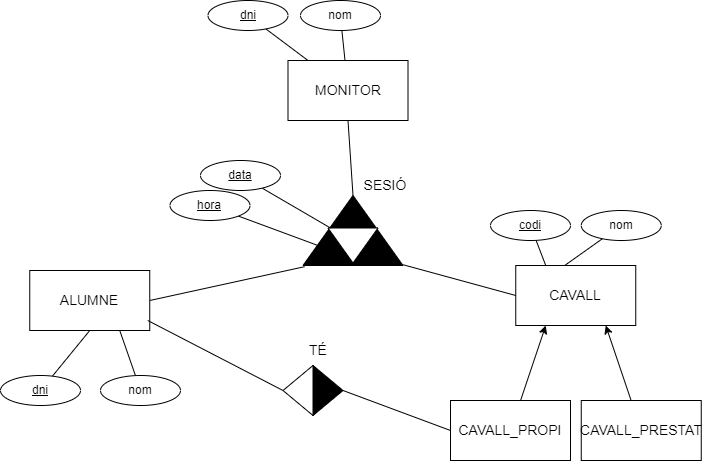 dni
nom
MONITOR
data
SESIÓ
hora
codi
nom
ALUMNE
CAVALL
TÉ
dni
nom
CAVALL_PROPI
CAVALL_PRESTAT